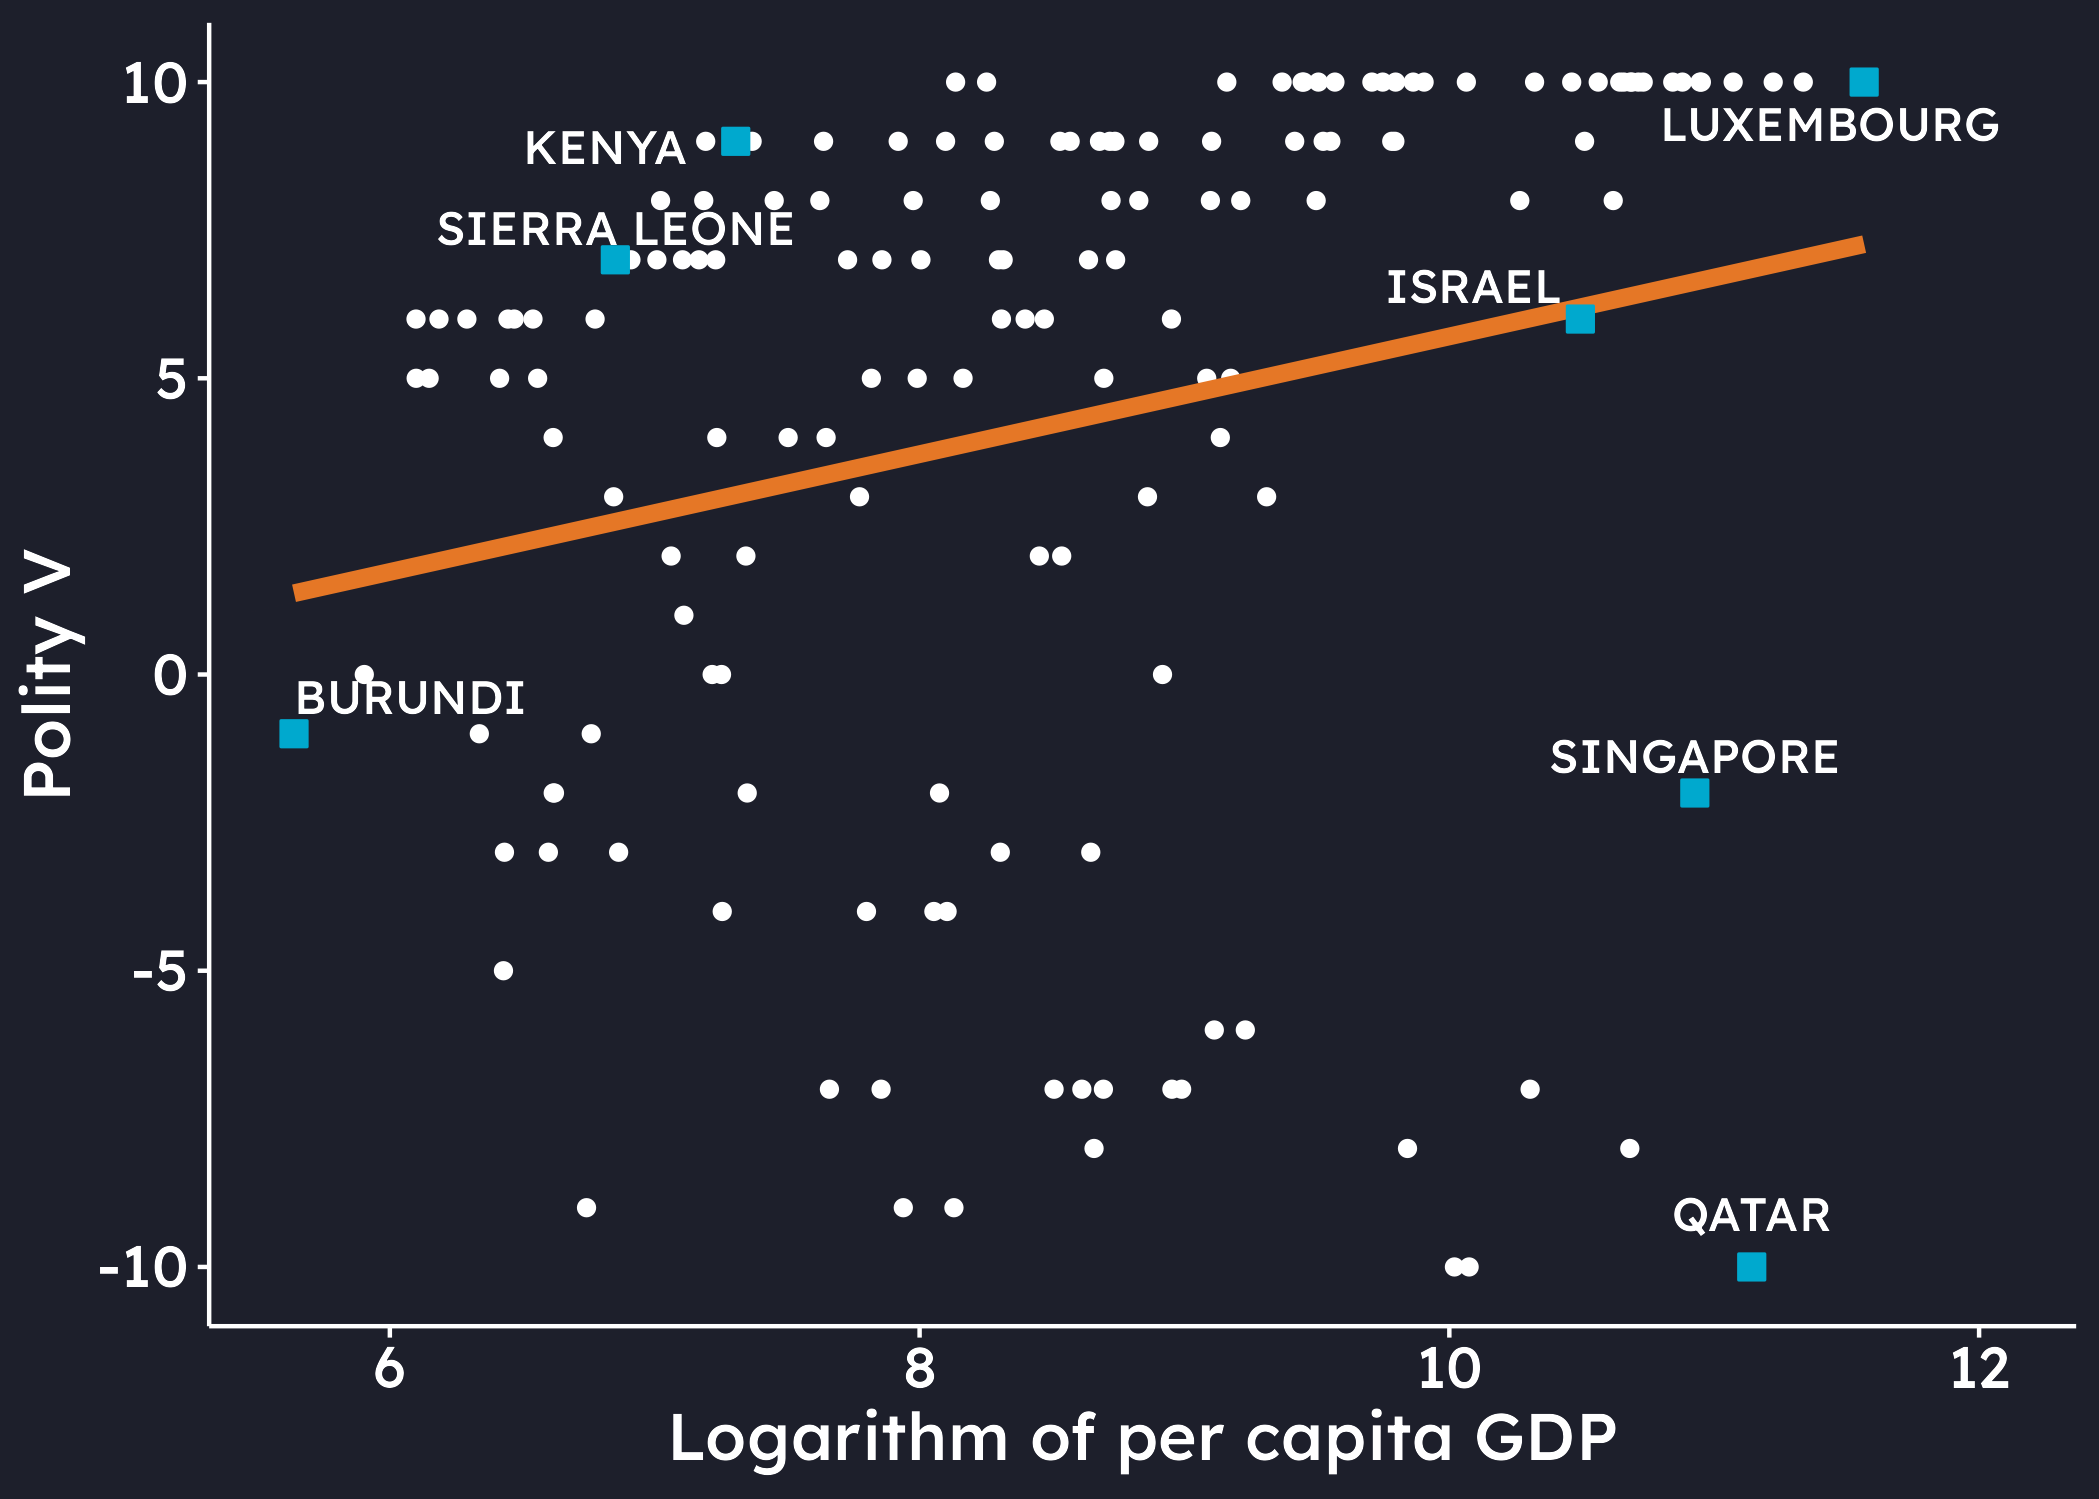 10
KENYA
LUXEMBOURG
SIERRA LEONE
ISRAEL
5
Polity V
0
BURUNDI
SINGAPORE
-5
QATAR
-10
6 8 10 12
Logarithm of per capita GDP